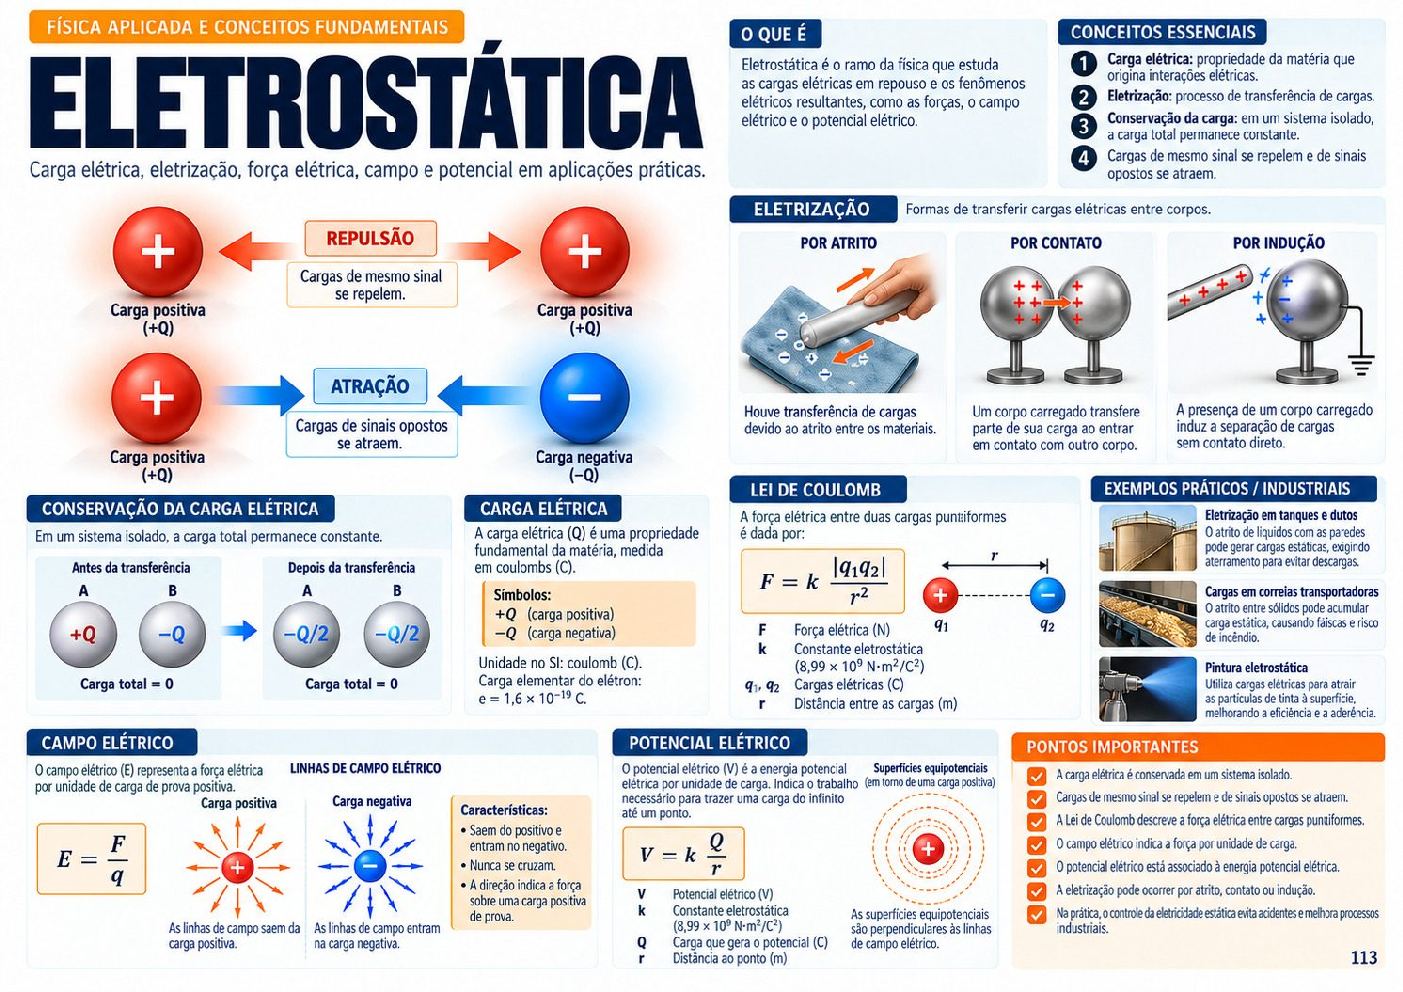 FÍSICA APLICADA E CONCEITOS FUNDAMENTAIS
ELETROSTÁTICA
Carga elétrica, eletrização, força elétrica, campo e potencial em aplicações práticas.
+
REPULSÃO
+
Cargas de mesmo sinal
se repelem.
Carga positiva
(+Q)
Carga positiva
(+Q)
+
ATRAÇÃO
−
Cargas de sinais opostos
se atraem.
Carga positiva
(+Q)
Carga negativa
(−Q)
O QUE É
Eletrostática é o ramo da física que estuda
as cargas elétricas em repouso e os fenômenos
elétricos resultantes, como as forças, o campo
elétrico e o potencial elétrico.
CONCEITOS ESSENCIAIS
1 Carga elétrica: propriedade da matéria que
origina interações elétricas.
2 Eletrização: processo de transferência de cargas.
3 Conservação da carga: em um sistema isolado,
a carga total permanece constante.
4 Cargas de mesmo sinal se repelem e de sinais
opostos se atraem.
ELETRIZAÇÃO
Formas de transferir cargas elétricas entre corpos.
POR ATRITO
Houve transferência de cargas
devido ao atrito entre os materiais.
POR CONTATO
Um corpo carregado transfere
parte de sua carga ao entrar
em contato com outro corpo.
POR INDUÇÃO
A presença de um corpo carregado
induz a separação de cargas
sem contato direto.
CONSERVAÇÃO DA CARGA ELÉTRICA
Em um sistema isolado, a carga total permanece constante.
Antes da transferência
A B
+Q −Q
Carga total = 0
Depois da transferência
A B
−Q/2 −Q/2
Carga total = 0
CARGA ELÉTRICA
A carga elétrica (Q) é uma propriedade
fundamental da matéria, medida
em coulombs (C).
Símbolos:
+Q (carga positiva)
−Q (carga negativa)
Unidade no SI: coulomb (C).
Carga elementar do elétron:
e = 1,6 × 10⁻¹⁹ C.
LEI DE COULOMB
A força elétrica entre duas cargas puntiformes
é dada por:
F = k |q₁q₂| / r²
r
+ −
q₁ q₂
F Força elétrica (N)
k Constante eletrostática
(8,99 × 10⁹ N·m²/C²)
q₁, q₂ Cargas elétricas (C)
r Distância entre as cargas (m)
EXEMPLOS PRÁTICOS / INDUSTRIAIS
Eletrização em tanques e dutos
O atrito de líquidos com as paredes
pode gerar cargas estáticas, exigindo
aterramento para evitar descargas.
Cargas em correias transportadoras
O atrito entre sólidos pode acumular
carga estática, causando faíscas e risco
de incêndio.
Pintura eletrostática
Utiliza cargas elétricas para atrair
as partículas de tinta à superfície,
melhorando a eficiência e a aderência.
CAMPO ELÉTRICO
O campo elétrico (E) representa a força elétrica
por unidade de carga de prova positiva.
E = F / q
LINHAS DE CAMPO ELÉTRICO
Carga positiva
+
As linhas de campo saem da
carga positiva.
Carga negativa
−
As linhas de campo entram
na carga negativa.
Características:
• Saem do positivo e
entram no negativo.
• Nunca se cruzam.
• A direção indica a força
sobre uma carga positiva
de prova.
POTENCIAL ELÉTRICO
O potencial elétrico (V) é a energia potencial
elétrica por unidade de carga. Indica o trabalho
necessário para trazer uma carga do infinito
até um ponto.
V = k Q / r
V Potencial elétrico (V)
k Constante eletrostática
(8,99 × 10⁹ N·m²/C²)
Q Carga que gera o potencial (C)
r Distância ao ponto (m)
Superfícies equipotenciais
(em torno de uma carga positiva)
+
As superfícies equipotenciais
são perpendiculares às linhas
de campo elétrico.
PONTOS IMPORTANTES
A carga elétrica é conservada em um sistema isolado.
Cargas de mesmo sinal se repelem e de sinais opostos se atraem.
A Lei de Coulomb descreve a força elétrica entre cargas puntiformes.
O campo elétrico indica a força por unidade de carga.
O potencial elétrico está associado à energia potencial elétrica.
A eletrização pode ocorrer por atrito, contato ou indução.
Na prática, o controle da eletricidade estática evita acidentes e melhora processos
industriais.
113